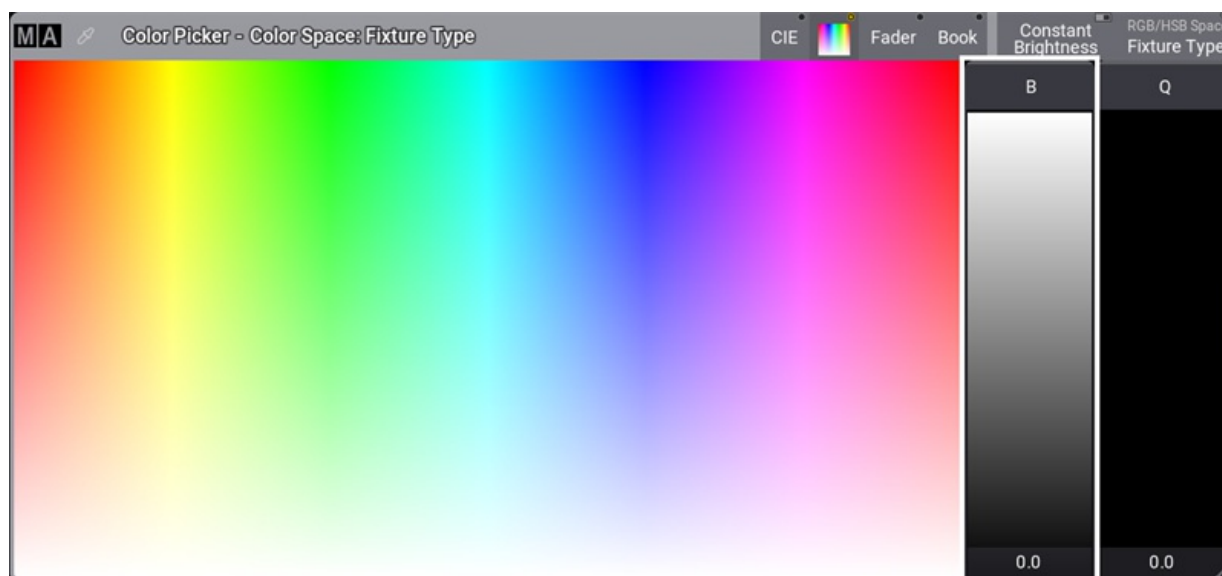 MA Color Picker - Color Space: Fixture Type CIE Fader Book Constant Brightness RGB/HSB Spac Fixture Type
B Q
0.0 0.0